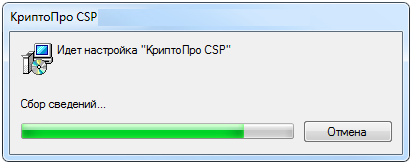 КриптоПро CSP
Идет настройка "КриптоПро CSP"
Сбор сведений...
Отмена